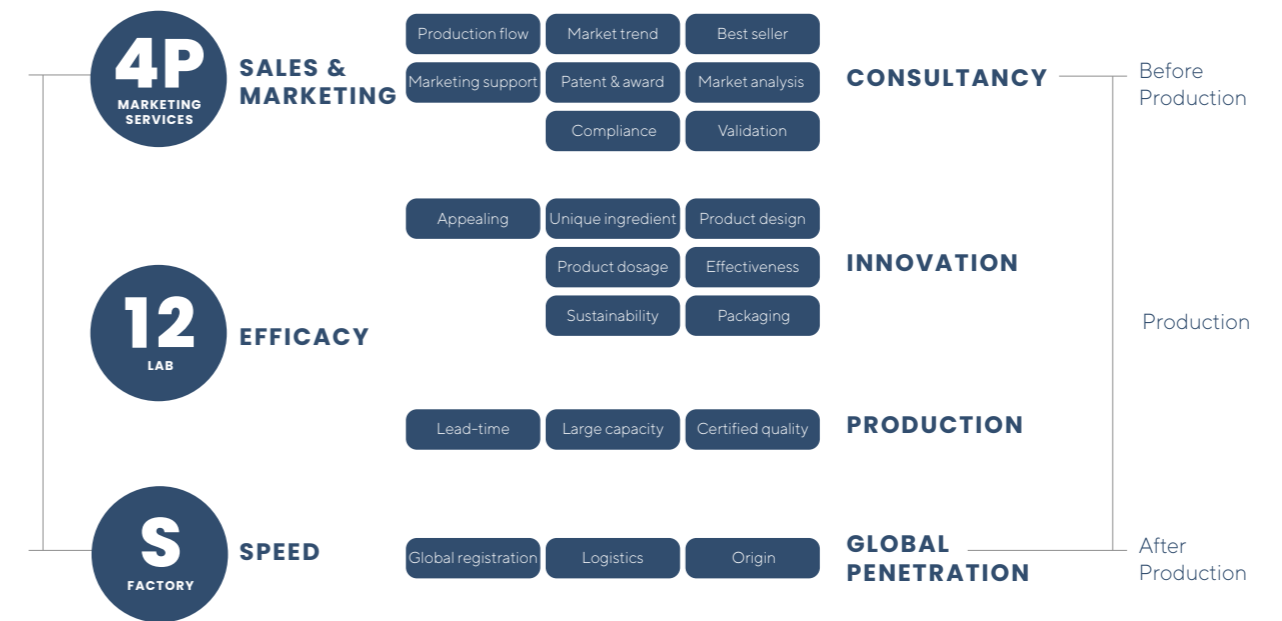 4P
MARKETING
SERVICES
SALES &
MARKETING
Production flow
Market trend
Best seller
Marketing support
Patent & award
Market analysis
Compliance
Validation
CONSULTANCY
Before
Production
12
LAB
EFFICACY
Appealing
Unique ingredient
Product design
Product dosage
Effectiveness
Sustainability
Packaging
INNOVATION
Production
Lead-time
Large capacity
Certified quality
PRODUCTION
S
FACTORY
SPEED
Global registration
Logistics
Origin
GLOBAL
PENETRATION
After
Production